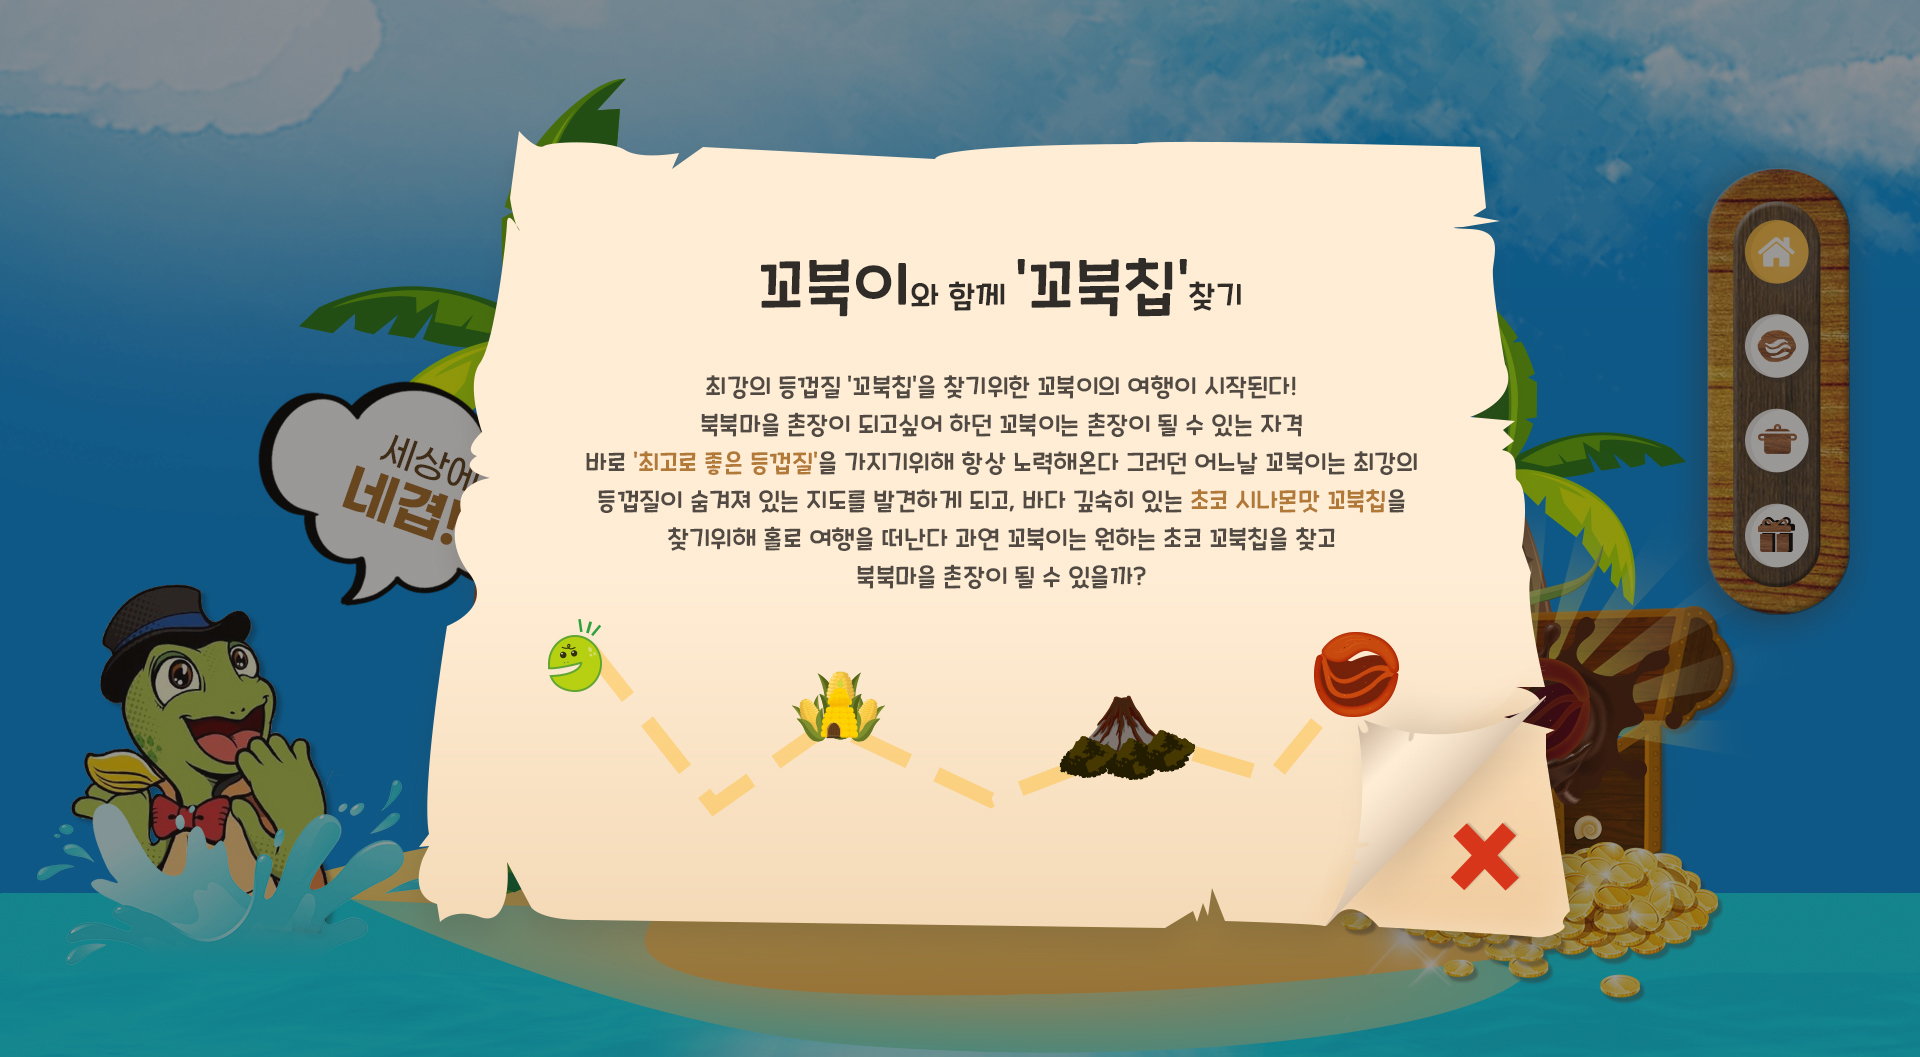 꼬북이와 함께 '꼬북칩'찾기
최강의 등껍질 '꼬북칩'을 찾기위한 꼬북이의 여행이 시작된다!
북북마을 촌장이 되고싶어 하던 꼬북이는 촌장이 될 수 있는 자격
바로 '최고로 좋은 등껍질'을 가지기위해 항상 노력해온다 그러던 어느날 꼬북이는 최강의
등껍질이 숨겨져 있는 지도를 발견하게 되고, 바다 깊숙히 있는 초코 시나몬맛 꼬북칩을
찾기위해 홀로 여행을 떠난다 과연 꼬북이는 원하는 초코 꼬북칩을 찾고
북북마을 촌장이 될 수 있을까?
세상에
네겹!